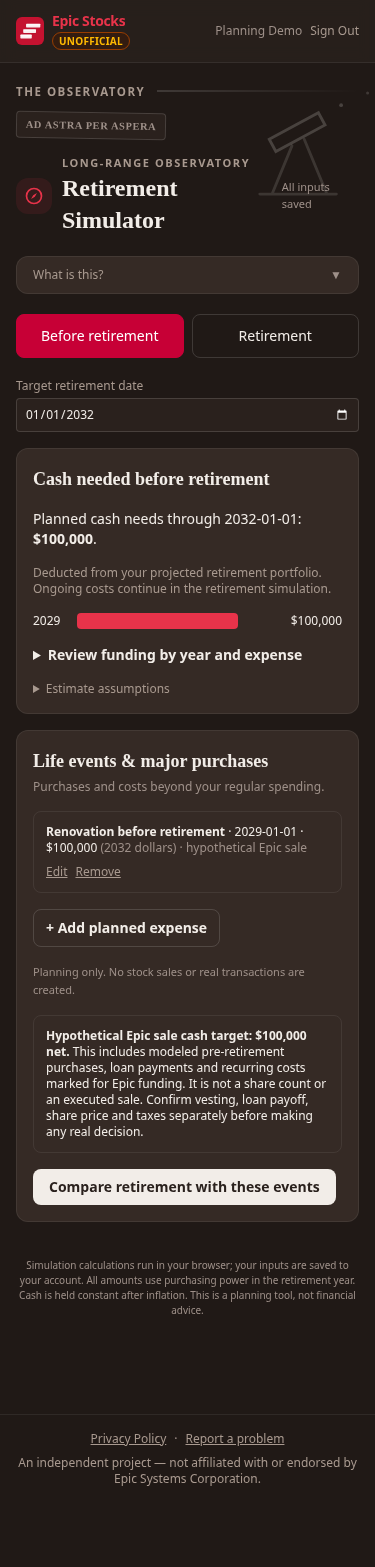 Epic Stocks
UNOFFICIAL
Planning Demo Sign Out
THE OBSERVATORY
AD ASTRA PER ASPERA
LONG-RANGE OBSERVATORY
Retirement
Simulator
All inputs
saved
What is this? ▼
Before retirement
Retirement
Target retirement date
01/01/2032
Cash needed before retirement
Planned cash needs through 2032-01-01:
$100,000.
Deducted from your projected retirement portfolio.
Ongoing costs continue in the retirement simulation.
2029 $100,000
▶ Review funding by year and expense
▶ Estimate assumptions
Life events & major purchases
Purchases and costs beyond your regular spending.
Renovation before retirement · 2029-01-01 ·
$100,000 (2032 dollars) · hypothetical Epic sale
Edit Remove
+ Add planned expense
Planning only. No stock sales or real transactions are
created.
Hypothetical Epic sale cash target: $100,000
net. This includes modeled pre-retirement
purchases, loan payments and recurring costs
marked for Epic funding. It is not a share count or
an executed sale. Confirm vesting, loan payoff,
share price and taxes separately before making
any real decision.
Compare retirement with these events
Simulation calculations run in your browser; your inputs are saved to
your account. All amounts use purchasing power in the retirement year.
Cash is held constant after inflation. This is a planning tool, not financial
advice.
Privacy Policy · Report a problem
An independent project — not affiliated with or endorsed by
Epic Systems Corporation.